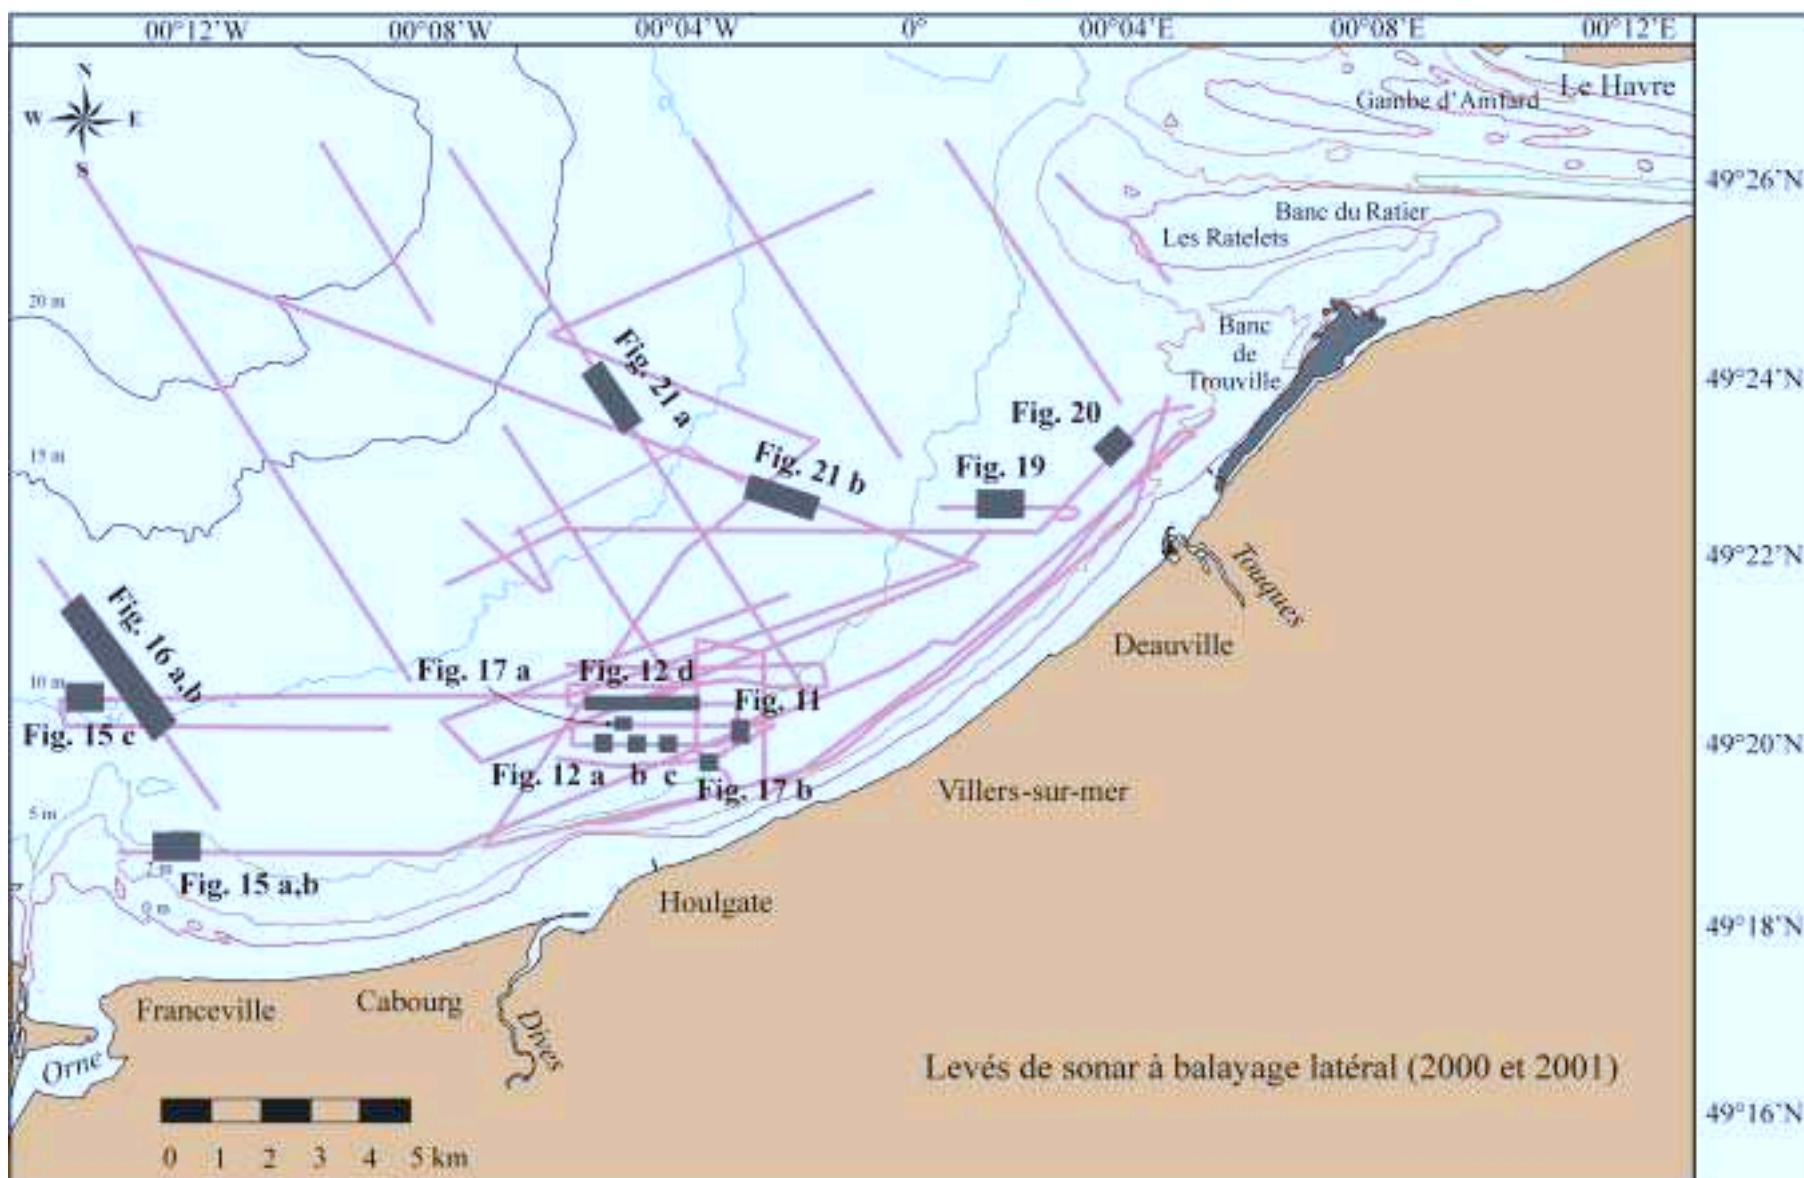 00°12'W 00°08'W 00°04'W 0° 00°04'E 00°08'E 00°12'E
N
W E
S
Le Havre
Gambe d'Amfard
49°26'N
Banc du Ratier
Les Ratelets
20 m
Banc
de
Trouville
Fig. 21 a
49°24'N
Fig. 20
15 m
Fig. 21 b
Fig. 19
49°22'N
Touques
Fig. 16 a,b
Deauville
Fig. 17 a
Fig. 12 d
10 m
Fig. 11
Fig. 15 c
49°20'N
Fig. 12 a b c
Fig. 17 b
Villers-sur-mer
5 m
Fig. 15 a,b
0 m
Houlgate
49°18'N
Franceville
Cabourg
Dives
Orne
Levés de sonar à balayage latéral (2000 et 2001)
49°16'N
0 1 2 3 4 5 km